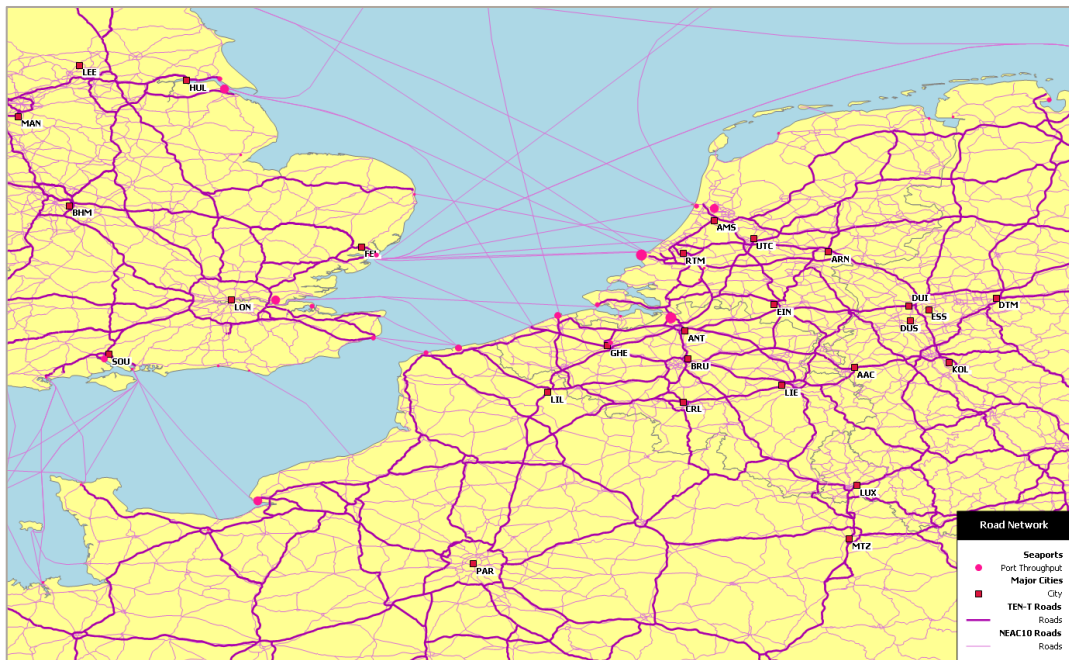 LEE
HUL
MAN
BHM
AMS
UTC
FEL
RTM
ARN
LON
EIN
DUI
DTM
ESS
DUS
ANT
SOU
GHE
BRU
AAC
KOL
LIE
LIL
CRL
LUX
MTZ
PAR
Road Network
Seaports
Port Throughput
Major Cities
City
TEN-T Roads
Roads
NEAC10 Roads
Roads